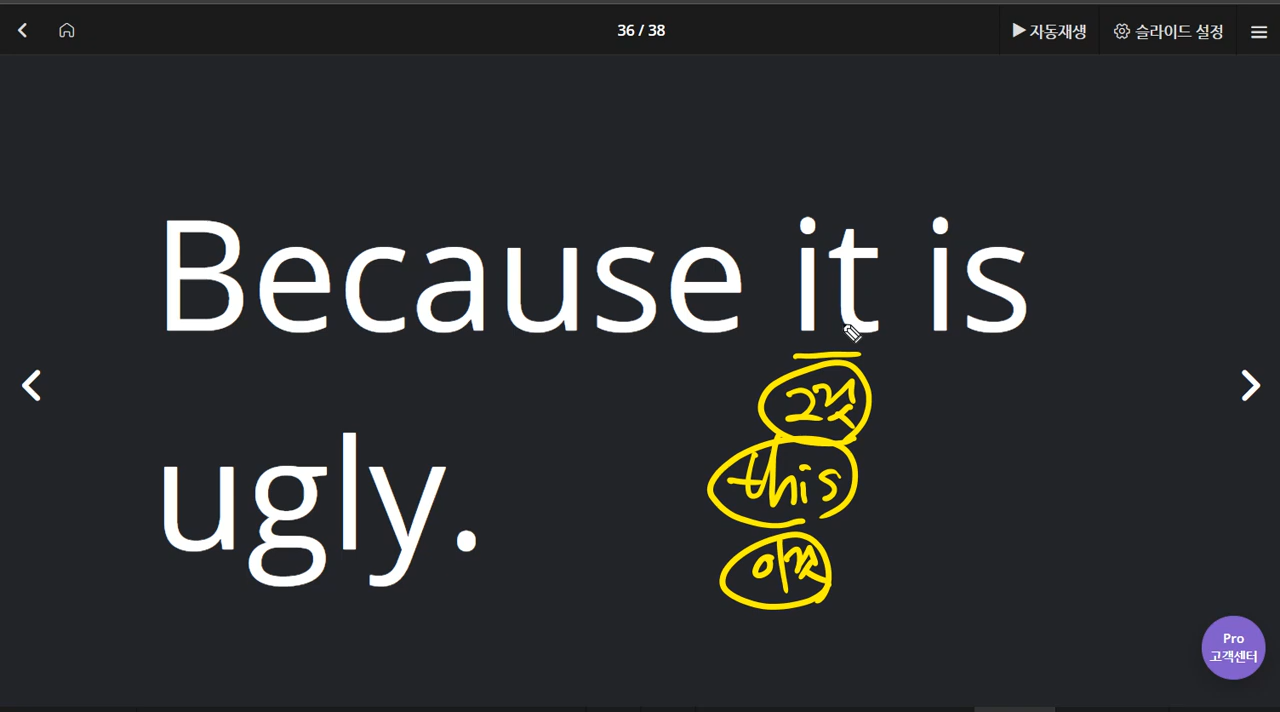 36 / 38
▶ 자동재생
슬라이드 설정
Because it is
ugly.
그것
this
이것
Pro
고객센터